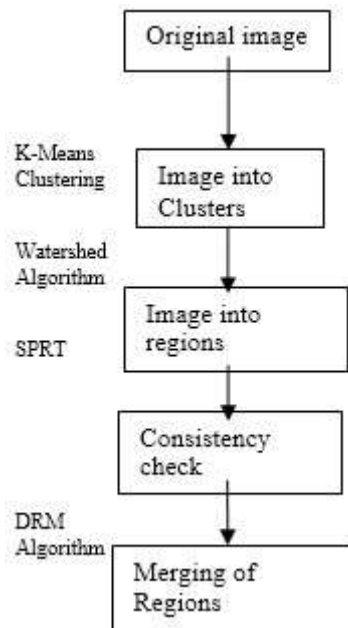 Original image
K-Means
Clustering
Image into
Clusters
Watershed
Algorithm
Image into
regions
SPRT
Consistency
check
DRM
Algorithm
Merging of
Regions